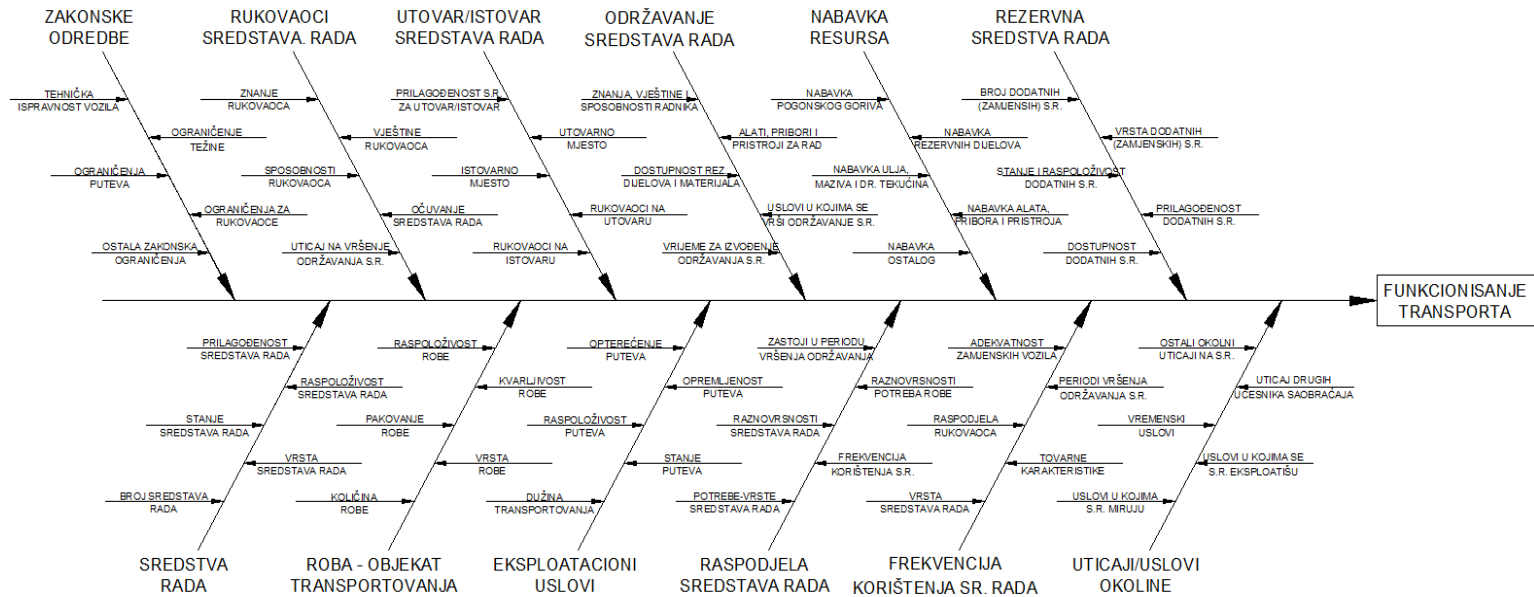 ZAKONSKE
ODREDBE
TEHNIČKA
ISPRAVNOST VOZILA
OGRANIČENJE
TEŽINE
OGRANIČENJA
PUTEVA
OGRANIČENJA ZA
RUKOVAOCE
OSTALA ZAKONSKA
OGRANIČENJA
RUKOVAOCI
SREDSTAVA. RADA
ZNANJE
RUKOVAOCA
VJEŠTINE
RUKOVAOCA
SPOSOBNOSTI
RUKOVAOCA
OČUVANJE
SREDSTAVA RADA
UTICAJ NA VRŠENJE
ODRŽAVANJA S.R.
UTOVAR/ISTOVAR
SREDSTAVA RADA
PRILAGOĐENOST S.R.
ZA UTOVAR/ISTOVAR
UTOVARNO
MJESTO
ISTOVARNO
MJESTO
RUKOVAOCI NA
UTOVARU
RUKOVAOCI NA
ISTOVARU
ODRŽAVANJE
SREDSTAVA RADA
ZNANJA, VJEŠTINE I
SPOSOBNOSTI RADNIKA
ALATI, PRIBORI I
PRISTROJI ZA RAD
DOSTUPNOST REZ.
DIJELOVA I MATERIJALA
USLOVI U KOJIMA SE
VRŠI ODRŽAVANJE S.R.
VRIJEME ZA IZVOĐENJE
ODRŽAVANJA S.R.
NABAVKA
RESURSA
NABAVKA
POGONSKOG GORIVA
NABAVKA
REZERVNIH DIJELOVA
NABAVKA ULJA,
MAZIVA I DR. TEKUĆINA
NABAVKA ALATA,
PRIBORA I PRISTROJA
NABAVKA
OSTALOG
REZERVNA
SREDSTVA RADA
BROJ DODATNIH
(ZAMJENSIH) S.R.
VRSTA DODATNIH
(ZAMJENSKIH) S.R.
STANJE I RASPOLOŽIVOST
DODATNIH S.R.
PRILAGOĐENOST
DODATNIH S.R.
DOSTUPNOST
DODATNIH S.R.
FUNKCIONISANJE
TRANSPORTA
PRILAGOĐENOST
SREDSTAVA RADA
RASPOLOŽIVOST
SREDSTAVA RADA
STANJE
SREDSTAVA RADA
VRSTA
SREDSTAVA RADA
BROJ SREDSTAVA
RADA
SREDSTVA
RADA
RASPOLOŽIVOST
ROBE
KVARLJIVOST
ROBE
PAKOVANJE
ROBE
VRSTA
ROBE
KOLIČINA
ROBE
ROBA - OBJEKAT
TRANSPORTOVANJA
OPTEREĆENJE
PUTEVA
OPREMLJENOST
PUTEVA
RASPOLOŽIVOST
PUTEVA
STANJE
PUTEVA
DUŽINA
TRANSPORTOVANJA
EKSPLOATACIONI
USLOVI
ZASTOJI U PERIODU
VRŠENJA ODRŽAVANJA
RAZNOVRSNOSTI
POTREBA ROBE
RAZNOVRSNOSTI
SREDSTAVA RADA
FREKVENCIJA
KORIŠTENJA S.R.
POTREBE-VRSTE
SREDSTAVA RADA
RASPODJELA
SREDSTAVA RADA
ADEKVATNOST
ZAMJENSKIH VOZILA
PERIODI VRŠENJA
ODRŽAVANJA S.R.
RASPODJELA
RUKOVAOCA
TOVARNE
KARAKTERISTIKE
VRSTA
SREDSTAVA RADA
FREKVENCIJA
KORIŠTENJA SR. RADA
OSTALI OKOLNI
UTICAJI NA S.R.
UTICAJ DRUGIH
UČESNIKA SAOBRAĆAJA
VREMENSKI
USLOVI
USLOVI U KOJIMA SE
S.R. EKSPLOATIŠU
USLOVI U KOJIMA
S.R. MIRUJU
UTICAJI/USLOVI
OKOLINE